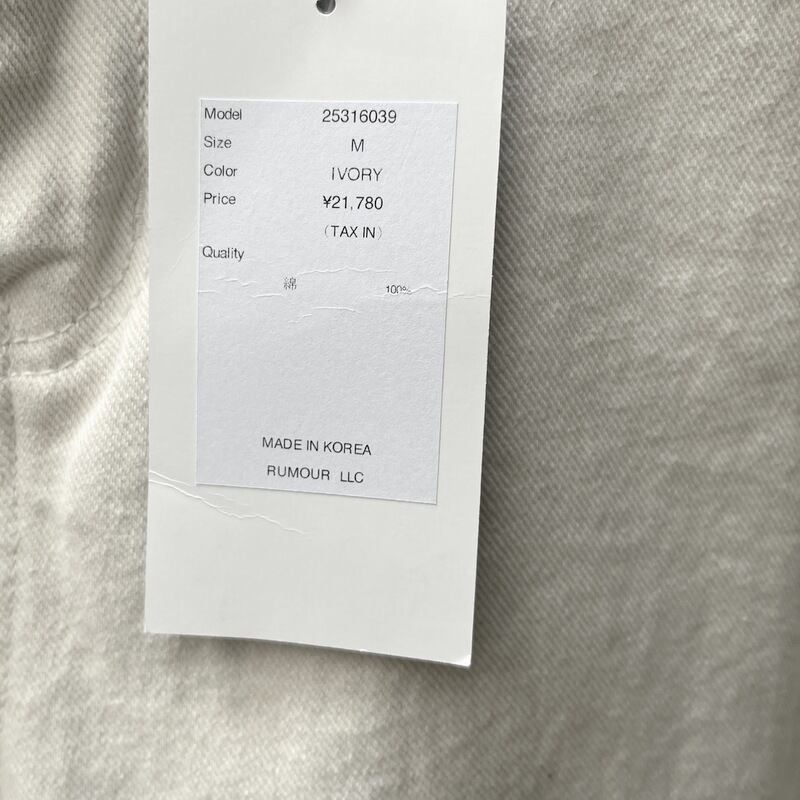 Model 25316039
Size M
Color IVORY
Price ¥21,780
(TAX IN)
Quality
綿 100%
MADE IN KOREA
RUMOUR LLC